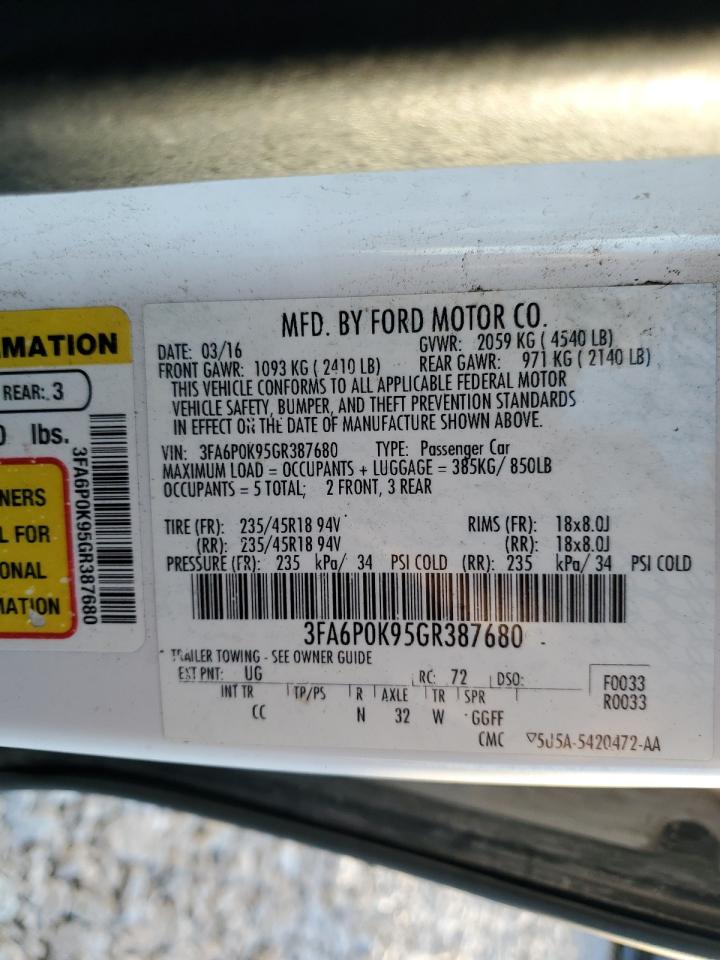 MFD. BY FORD MOTOR CO.
DATE: 03/16 GVWR: 2059 KG ( 4540 LB)
FRONT GAWR: 1093 KG ( 2410 LB) REAR GAWR: 971 KG ( 2140 LB)
THIS VEHICLE CONFORMS TO ALL APPLICABLE FEDERAL MOTOR
VEHICLE SAFETY, BUMPER, AND THEFT PREVENTION STANDARDS
IN EFFECT ON THE DATE OF MANUFACTURE SHOWN ABOVE.
VIN: 3FA6P0K95GR387680 TYPE: Passenger Car
MAXIMUM LOAD = OCCUPANTS + LUGGAGE = 385KG/ 850LB
OCCUPANTS = 5 TOTAL; 2 FRONT, 3 REAR
TIRE (FR): 235/45R18 94V RIMS (FR): 18x8.0J
(RR): 235/45R18 94V (RR): 18x8.0J
PRESSURE (FR): 235 kPa/ 34 PSI COLD (RR): 235 kPa/ 34 PSI COLD
3FA6P0K95GR387680
TRAILER TOWING - SEE OWNER GUIDE
EXT PNT: UG RC: 72 DSO:
INT TR TP/PS R AXLE TR SPR
CC N 32 W GGFF
F0033
R0033
CMC ▽5U5A-5420472-AA
MATION
REAR: 3
0 lbs.
3FA6P0K95GR387680
NERS
L FOR
ONAL
MATION